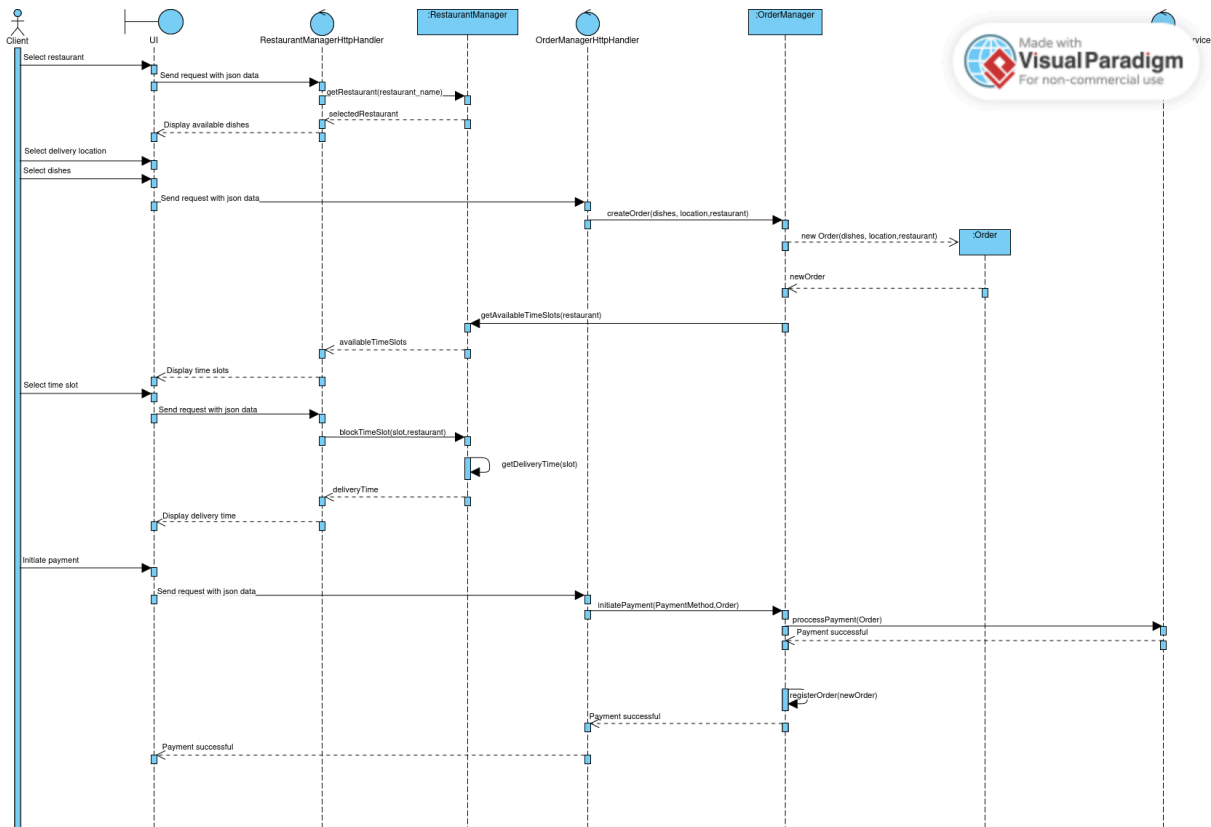 :RestaurantManager
:OrderManager
Client
UI
RestaurantManagerHttpHandler
OrderManagerHttpHandler
Made with
Visual Paradigm
For non-commercial use
Select restaurant
Send request with json data
getRestaurant(restaurant_name)
selectedRestaurant
Display available dishes
Select delivery location
Select dishes
Send request with json data
createOrder(dishes, location,restaurant)
new Order(dishes, location,restaurant)
:Order
newOrder
getAvailableTimeSlots(restaurant)
availableTimeSlots
Display time slots
Select time slot
Send request with json data
blockTimeSlot(slot,restaurant)
getDeliveryTime(slot)
deliveryTime
Display delivery time
Initiate payment
Send request with json data
initiatePayment(PaymentMethod,Order)
proccessPayment(Order)
Payment successful
registerOrder(newOrder)
Payment successful
Payment successful